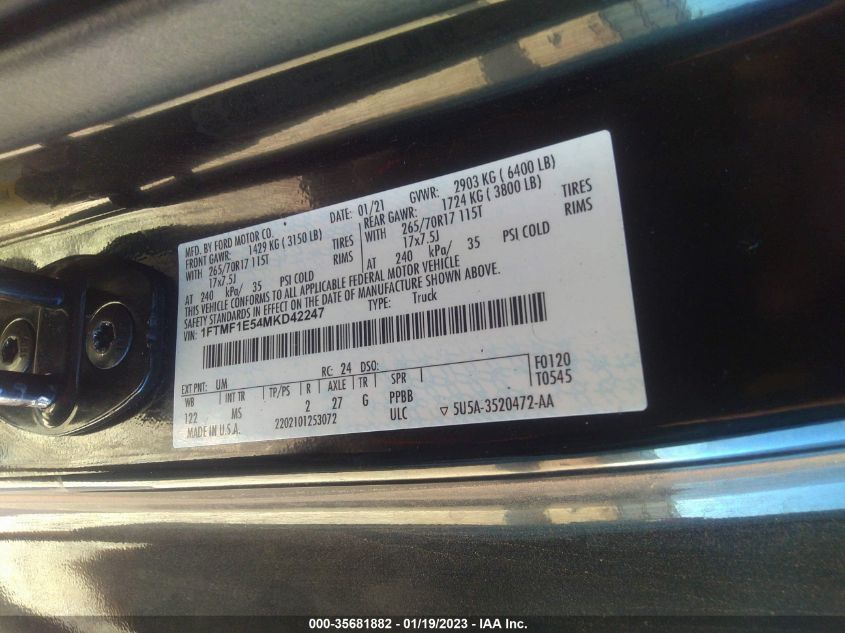 MFD. BY FORD MOTOR CO.
DATE: 01/21 GVWR: 2903 KG ( 6400 LB)
FRONT GAWR: 1429 KG ( 3150 LB) REAR GAWR: 1724 KG ( 3800 LB)
WITH 265/70R17 115T TIRES WITH 265/70R17 115T TIRES
17x7.5J RIMS 17x7.5J RIMS
AT 240 kPa/ 35 PSI COLD AT 240 kPa/ 35 PSI COLD
THIS VEHICLE CONFORMS TO ALL APPLICABLE FEDERAL MOTOR VEHICLE
SAFETY STANDARDS IN EFFECT ON THE DATE OF MANUFACTURE SHOWN ABOVE.
VIN: 1FTMF1E54MKD42247 TYPE: Truck
EXT PNT: UM RC: 24 DSO: F0120
WB INT TR TP/PS R AXLE TR SPR T0545
122 MS 2 27 G PPBB
MADE IN U.S.A. 2202101253072 ULC ▽ 5U5A-3520472-AA
000-35681882 / 01/19/2023 - IAA Inc.